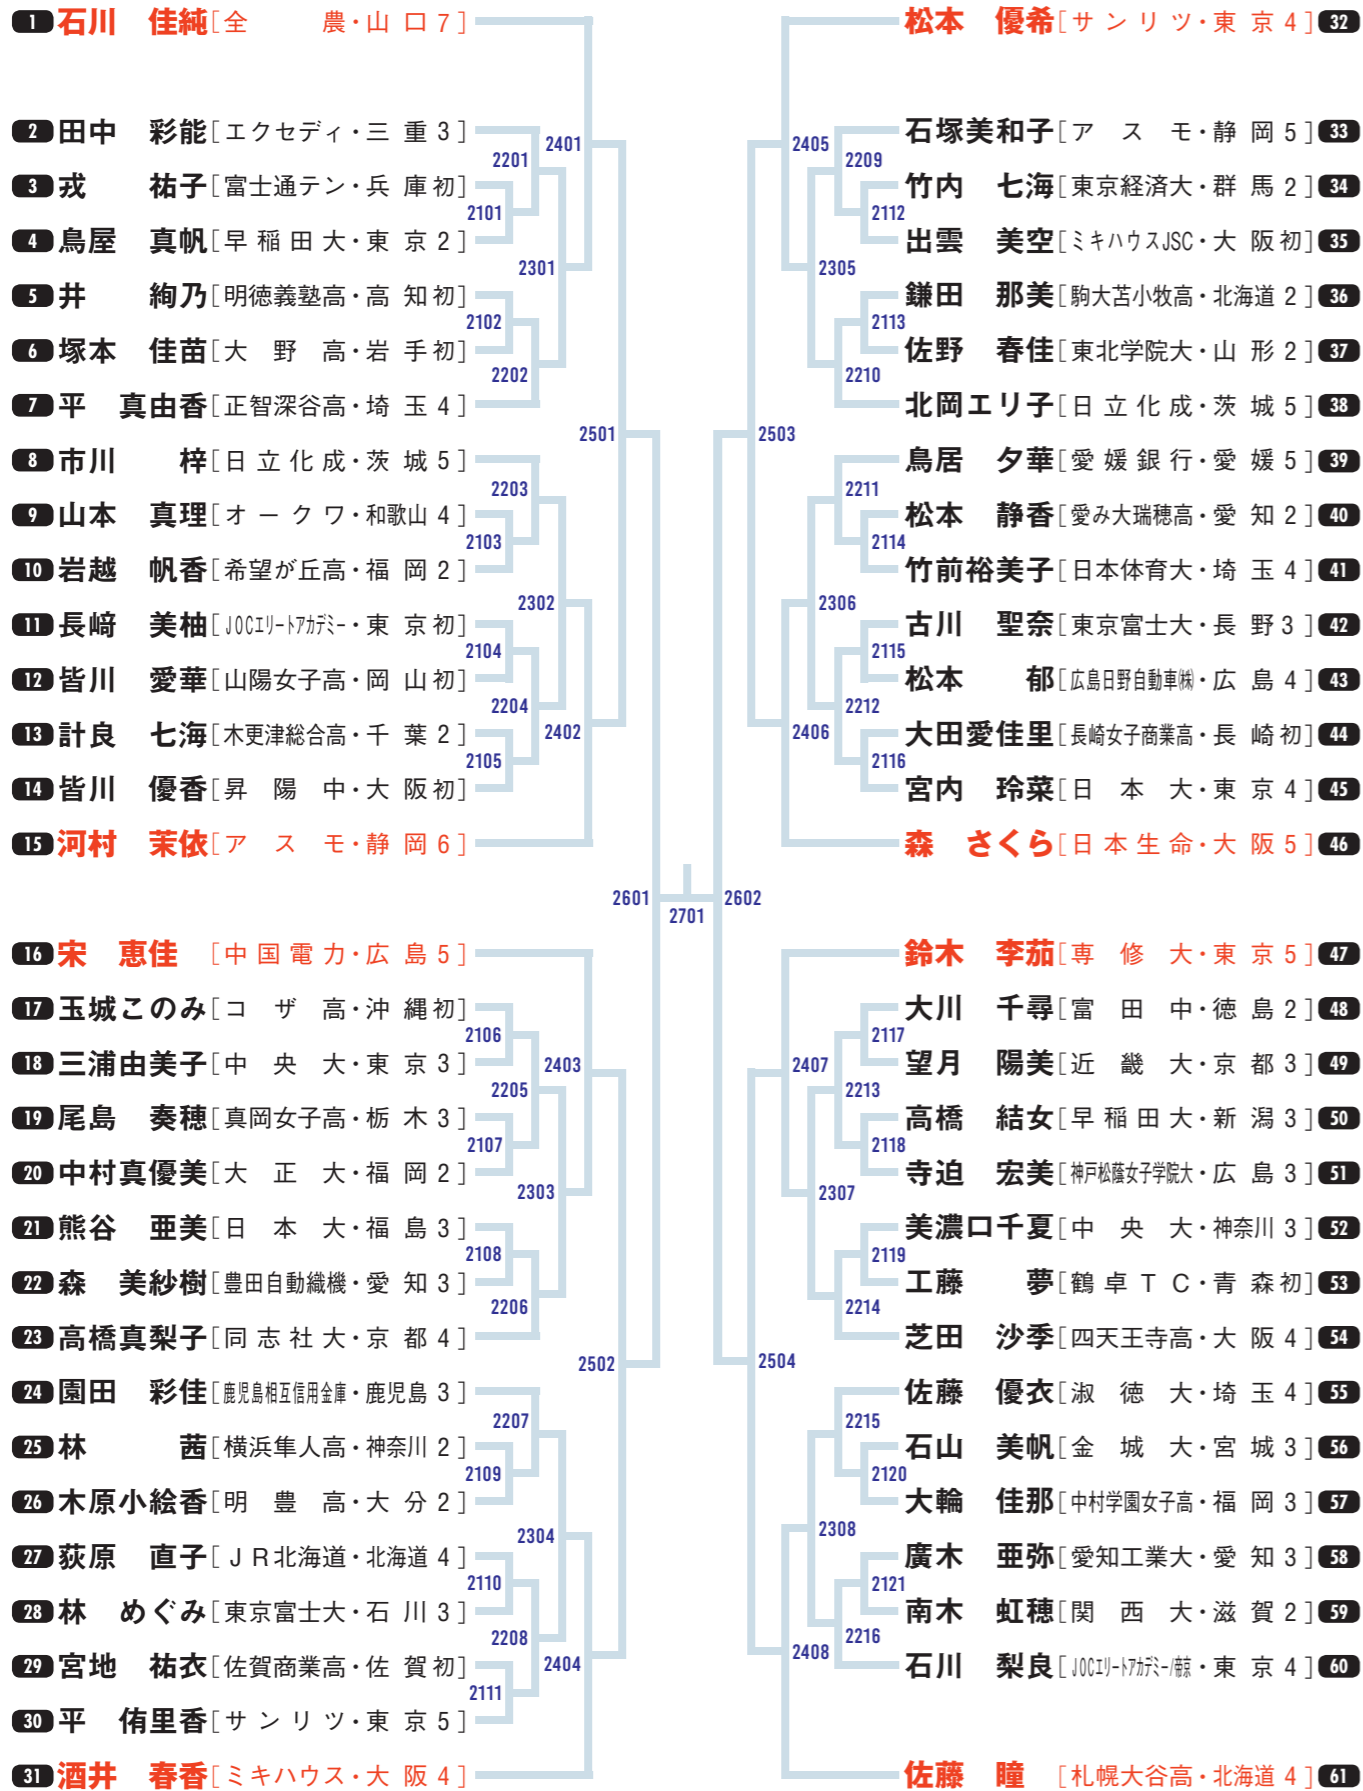 1 石川 佳純[全 農・山 口 7]
2401
2 田中 彩能[エクセディ・三 重 3]
2201
3 戎 祐子[富士通テン・兵 庫 初]
2101
4 鳥屋 真帆[早 稲 田 大・東 京 2]
2301
5 井 絢乃[明徳義塾高・高 知 初]
2102
6 塚本 佳苗[大 野 高・岩 手 初]
2202
7 平 真由香[正智深谷高・埼 玉 4]
2501
8 市川 梓[日 立 化 成・茨 城 5]
2203
9 山本 真理[オ ー ク ワ・和歌山 4]
2103
10 岩越 帆香[希望が丘高・福 岡 2]
2302
11 長﨑 美柚[JOCエリートアカデミー・東 京 初]
2104
12 皆川 愛華[山陽女子高・岡 山 初]
2204
13 計良 七海[木更津総合高・千 葉 2]
2402
2105
14 皆川 優香[昇 陽 中・大 阪 初]
15 河村 茉依[ア ス モ・静 岡 6]
2601
2701
2602
16 宋 恵佳 [中 国 電 力・広 島 5]
17 玉城このみ[コ ザ 高・沖 縄 初]
2106
18 三浦由美子[中 央 大・東 京 3]
2403
2205
19 尾島 奏穂[真岡女子高・栃 木 3]
2107
20 中村真優美[大 正 大・福 岡 2]
2303
21 熊谷 亜美[日 本 大・福 島 3]
2108
22 森 美紗樹[豊田自動織機・愛 知 3]
2206
23 高橋真梨子[同 志 社 大・京 都 4]
2502
24 園田 彩佳[鹿児島相互信用金庫・鹿児島 3]
2207
25 林 茜[横浜隼人高・神奈川 2]
2109
26 木原小絵香[明 豊 高・大 分 2]
2304
27 荻原 直子[J R 北海道・北海道 4]
2110
28 林 めぐみ[東京富士大・石 川 3]
2208
29 宮地 祐衣[佐賀商業高・佐 賀 初]
2404
2111
30 平 侑里香[サ ン リ ツ・東 京 5]
31 酒井 春香[ミキハウス・大 阪 4]
松本 優希[サ ン リ ツ・東 京 4] 32
石塚美和子[ア ス モ・静 岡 5] 33
2405
2209
竹内 七海[東京経済大・群 馬 2] 34
2112
出雲 美空[ミキハウスJSC・大 阪 初] 35
2305
鎌田 那美[駒大苫小牧高・北海道 2] 36
2113
佐野 春佳[東北学院大・山 形 2] 37
2210
北岡エリ子[日 立 化 成・茨 城 5] 38
2503
鳥居 夕華[愛 媛 銀 行・愛 媛 5] 39
2211
松本 静香[愛み大瑞穂高・愛 知 2] 40
2114
竹前裕美子[日本体育大・埼 玉 4] 41
2306
古川 聖奈[東京富士大・長 野 3] 42
2115
松本 郁[広島日野自動車㈱・広 島 4] 43
2212
大田愛佳里[長崎女子商業高・長 崎 初] 44
2406
2116
宮内 玲菜[日 本 大・東 京 4] 45
森 さくら[日 本 生 命・大 阪 5] 46
鈴木 李茄[専 修 大・東 京 5] 47
大川 千尋[富 田 中・徳 島 2] 48
2117
望月 陽美[近 畿 大・京 都 3] 49
2407
2213
高橋 結女[早 稲 田 大・新 潟 3] 50
2118
寺迫 宏美[神戸松蔭女子学院大・広 島 3] 51
2307
美濃口千夏[中 央 大・神奈川 3] 52
2119
工藤 夢[鶴 卓 T C・青 森 初] 53
2214
芝田 沙季[四天王寺高・大 阪 4] 54
2504
佐藤 優衣[淑 徳 大・埼 玉 4] 55
2215
石山 美帆[金 城 大・宮 城 3] 56
2120
大輪 佳那[中村学園女子高・福 岡 3] 57
2308
廣木 亜弥[愛知工業大・愛 知 3] 58
2121
南木 虹穂[関 西 大・滋 賀 2] 59
2216
2408
石川 梨良[JOCエリートアカデミー/帝京・東 京 4] 60
佐藤 瞳 [札幌大谷高・北海道 4] 61